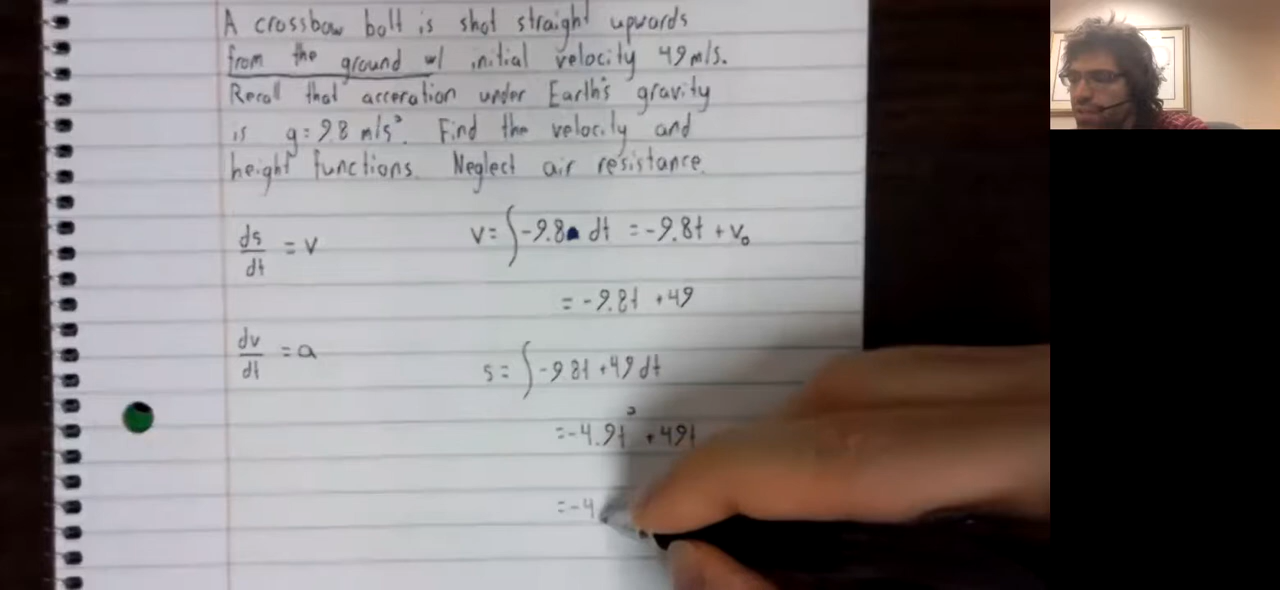 A crossbow bolt is shot straight upwards
from the ground w/ initial velocity 49 m/s.
Recall that acceration under Earth's gravity
is g = 9.8 m/s². Find the velocity and
height functions. Neglect air resistance.
ds/dt = v
v = ∫ -9.8 dt = -9.8t + v₀
= -9.8t + 49
dv/dt = a
s = ∫ -9.8t + 49 dt
= -4.9t² + 49t
= -4